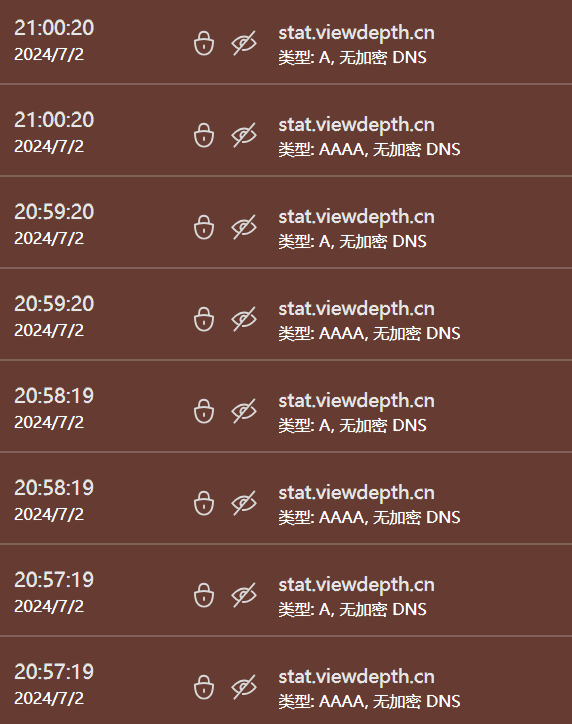 21:00:20
2024/7/2
stat.viewdepth.cn
类型: A, 无加密 DNS
21:00:20
2024/7/2
stat.viewdepth.cn
类型: AAAA, 无加密 DNS
20:59:20
2024/7/2
stat.viewdepth.cn
类型: A, 无加密 DNS
20:59:20
2024/7/2
stat.viewdepth.cn
类型: AAAA, 无加密 DNS
20:58:19
2024/7/2
stat.viewdepth.cn
类型: A, 无加密 DNS
20:58:19
2024/7/2
stat.viewdepth.cn
类型: AAAA, 无加密 DNS
20:57:19
2024/7/2
stat.viewdepth.cn
类型: A, 无加密 DNS
20:57:19
2024/7/2
stat.viewdepth.cn
类型: AAAA, 无加密 DNS